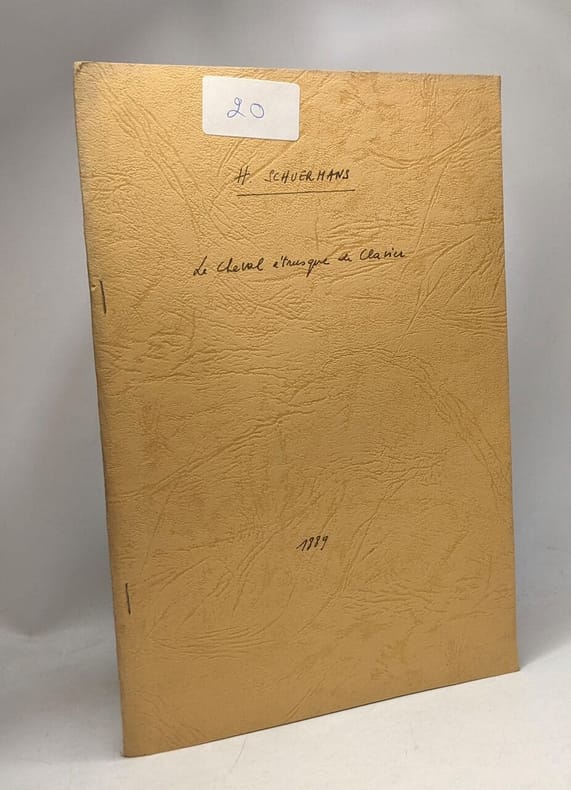 20
H SCHUERMANS
Le Cheval étrusque de Clavier
1889